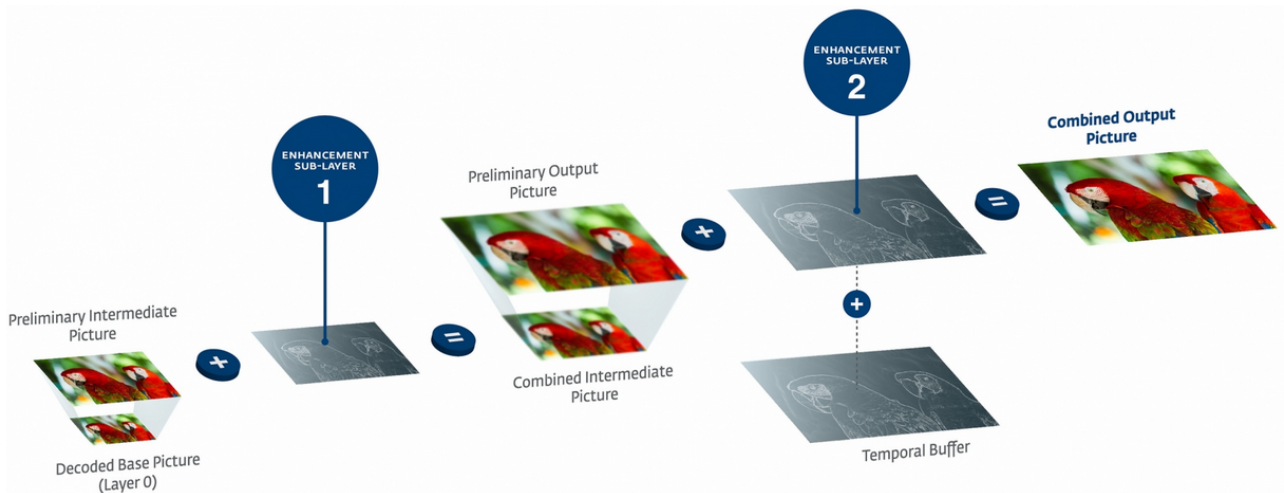 Preliminary Intermediate
Picture
Decoded Base Picture
(Layer 0)
+
ENHANCEMENT
SUB-LAYER
1
=
Preliminary Output
Picture
Combined Intermediate
Picture
+
ENHANCEMENT
SUB-LAYER
2
+
Temporal Buffer
=
Combined Output
Picture